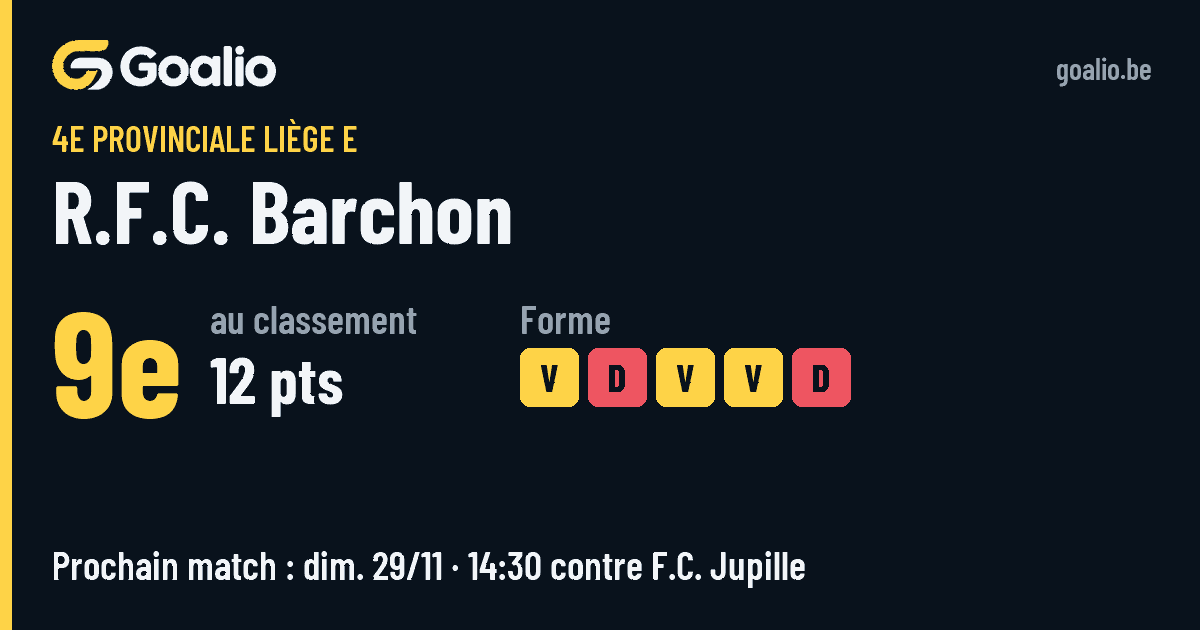 Goalio
goalio.be
4E PROVINCIALE LIÈGE E
R.F.C. Barchon
9e
au classement
12 pts
Forme
V D V V D
Prochain match : dim. 29/11 · 14:30 contre F.C. Jupille